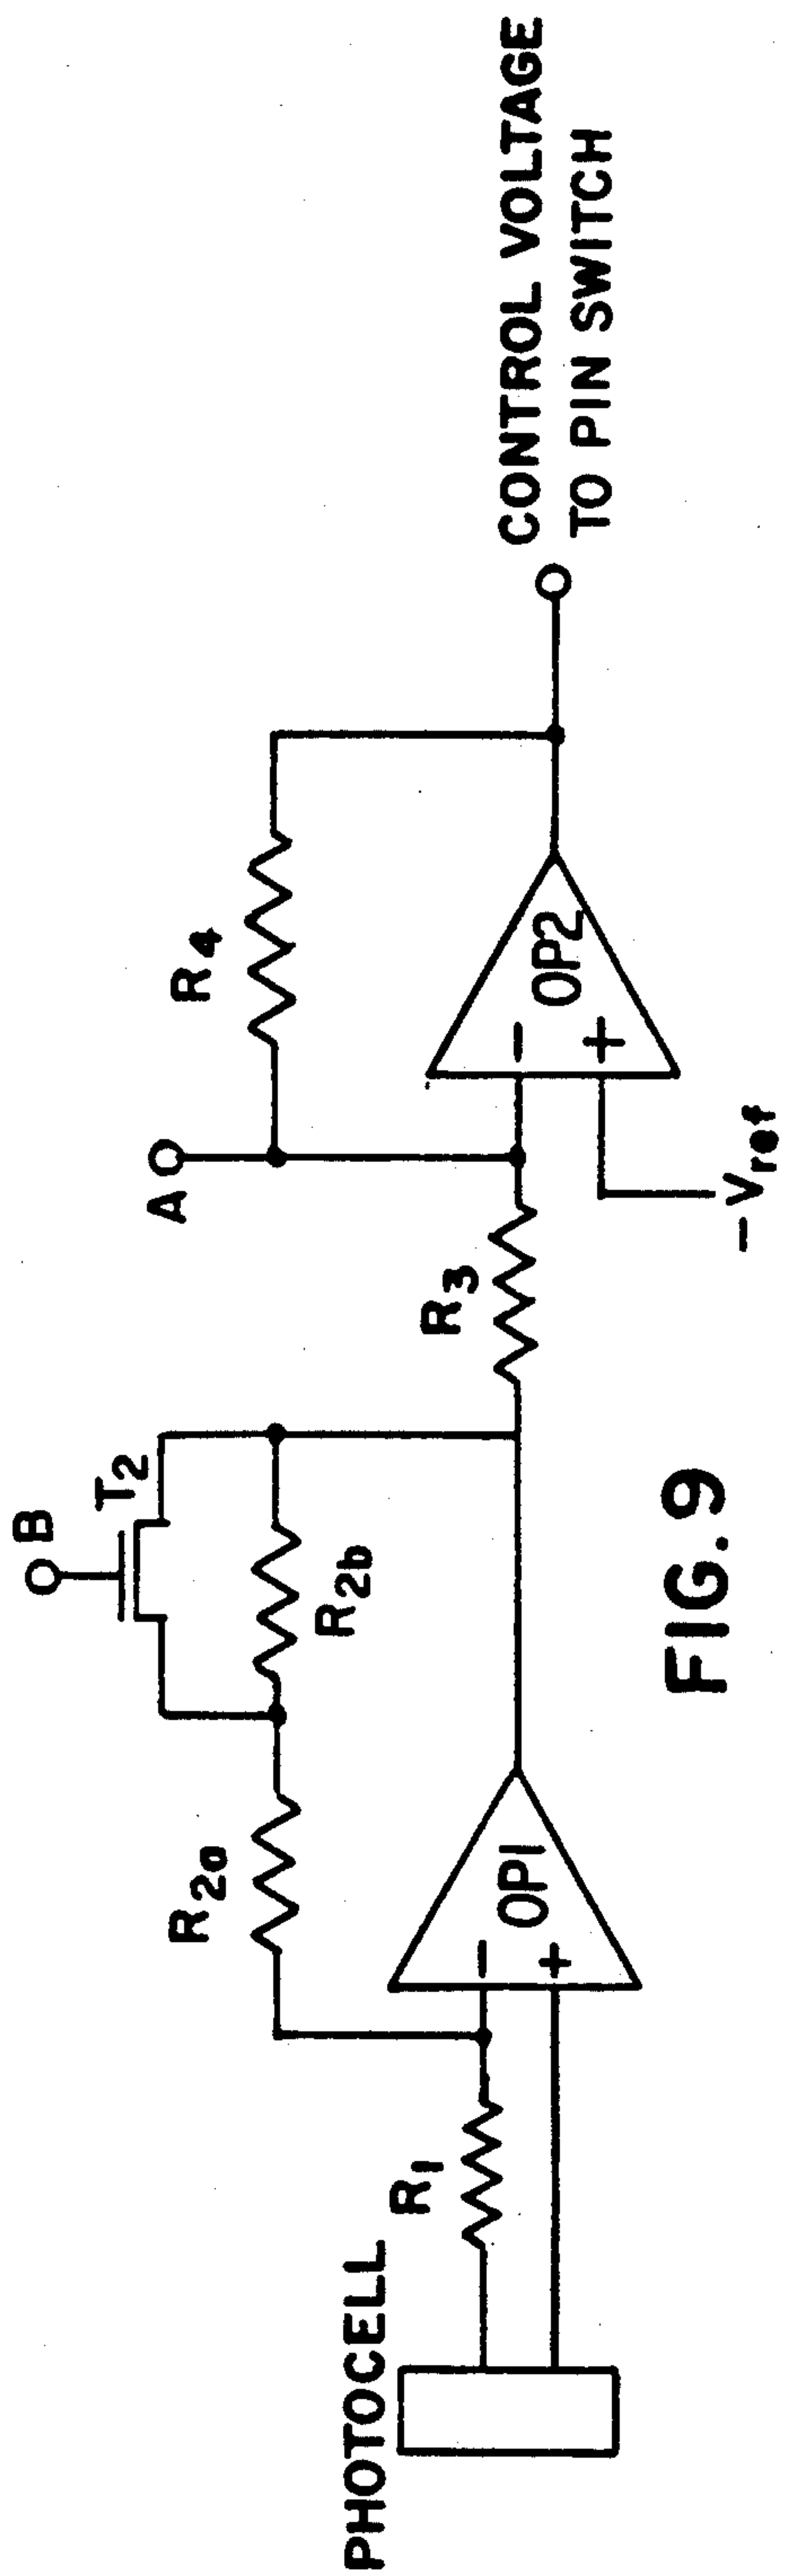 PHOTOCELL
R1
R2a
R2b
B
T2
OP1
-
+
R3
A
R4
OP2
-
+
-Vref
CONTROL VOLTAGE
TO PIN SWITCH
FIG. 9